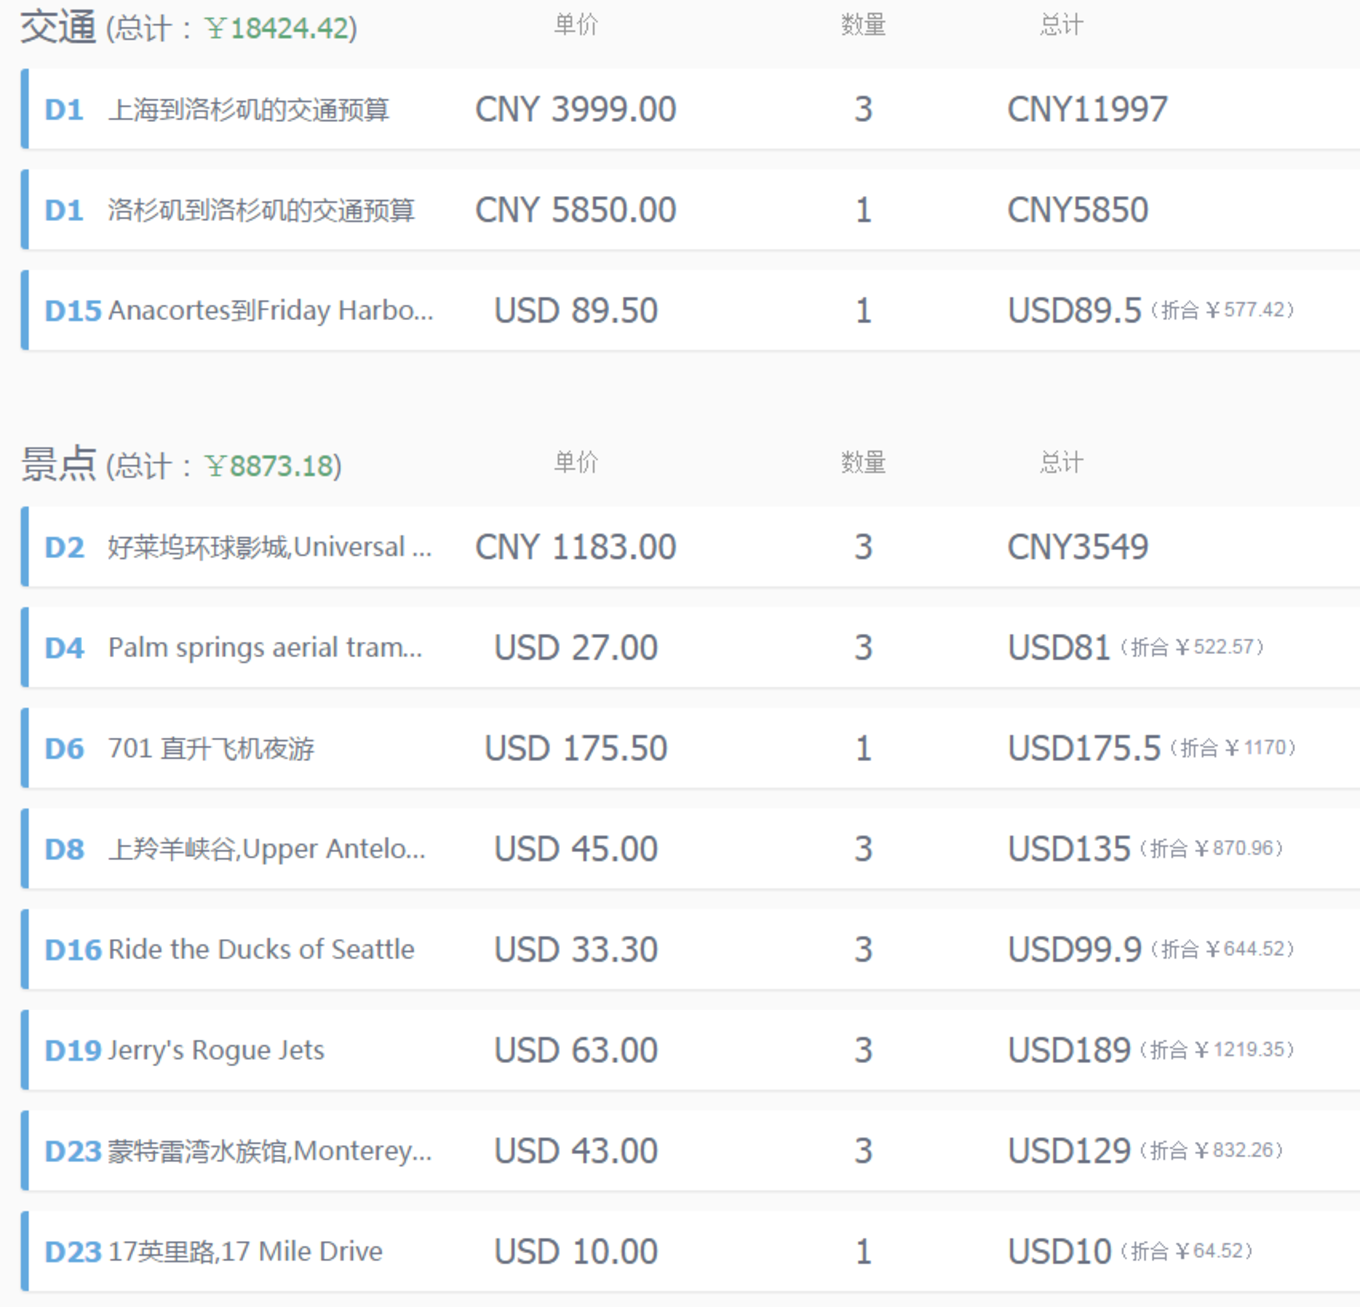 交通 (总计：￥18424.42) 单价 数量 总计
D1 上海到洛杉矶的交通预算 CNY 3999.00 3 CNY11997
D1 洛杉矶到洛杉矶的交通预算 CNY 5850.00 1 CNY5850
D15 Anacortes到Friday Harbo... USD 89.50 1 USD89.5（折合￥577.42）
景点 (总计：￥8873.18) 单价 数量 总计
D2 好莱坞环球影城,Universal ... CNY 1183.00 3 CNY3549
D4 Palm springs aerial tram... USD 27.00 3 USD81（折合￥522.57）
D6 701 直升飞机夜游 USD 175.50 1 USD175.5（折合￥1170）
D8 上羚羊峡谷,Upper Antelo... USD 45.00 3 USD135（折合￥870.96）
D16 Ride the Ducks of Seattle USD 33.30 3 USD99.9（折合￥644.52）
D19 Jerry's Rogue Jets USD 63.00 3 USD189（折合￥1219.35）
D23 蒙特雷湾水族馆,Monterey... USD 43.00 3 USD129（折合￥832.26）
D23 17英里路,17 Mile Drive USD 10.00 1 USD10（折合￥64.52）